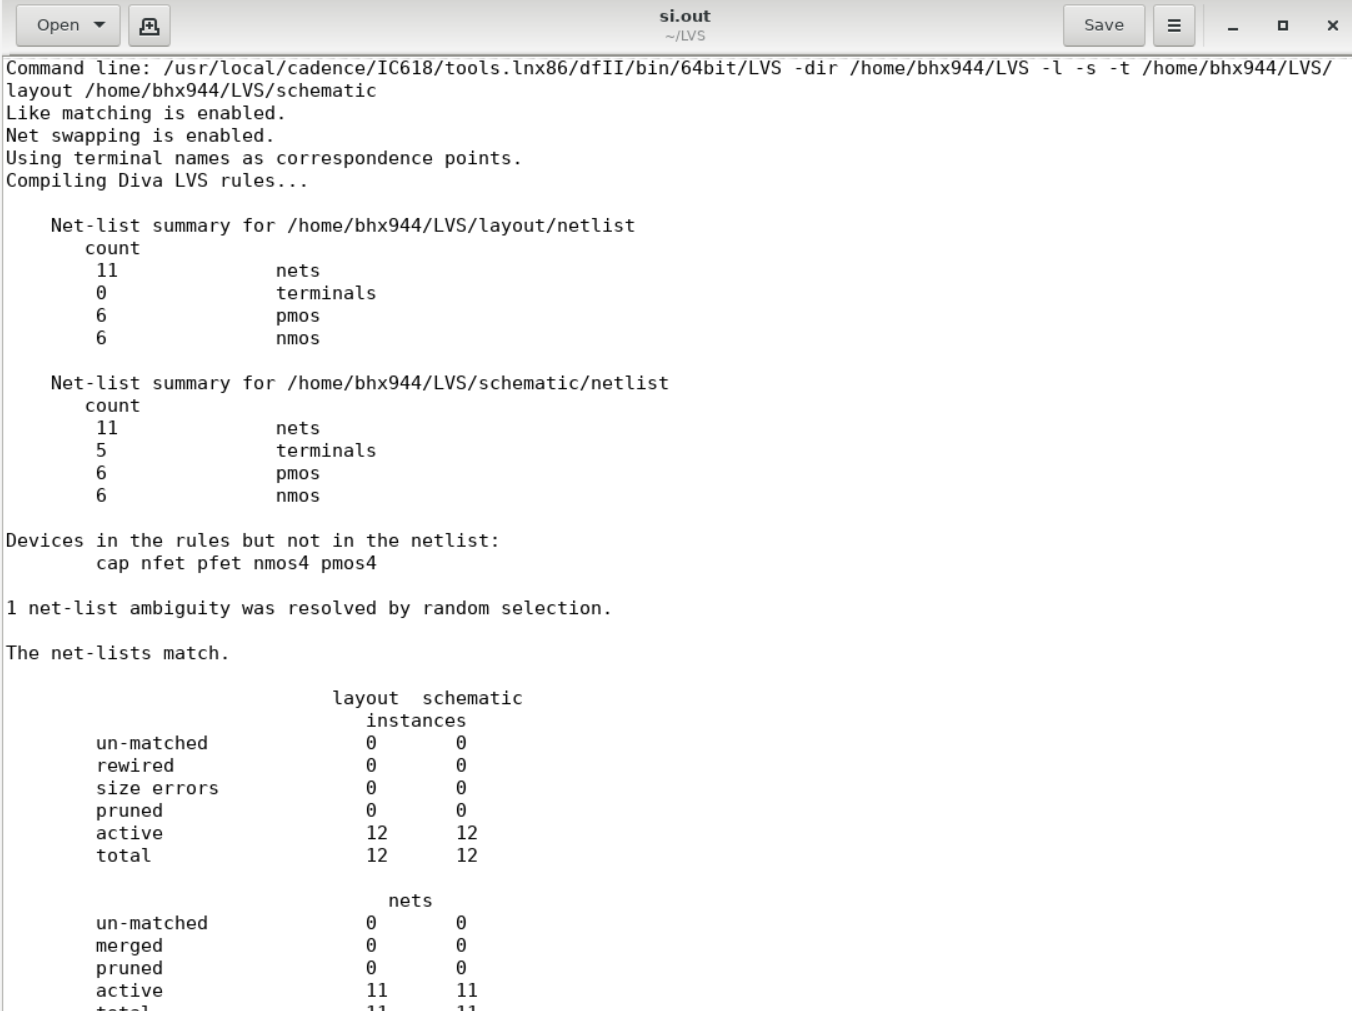 Open
si.out
~/LVS
Save
Command line: /usr/local/cadence/IC618/tools.lnx86/dfII/bin/64bit/LVS -dir /home/bhx944/LVS -l -s -t /home/bhx944/LVS/
layout /home/bhx944/LVS/schematic
Like matching is enabled.
Net swapping is enabled.
Using terminal names as correspondence points.
Compiling Diva LVS rules...
Net-list summary for /home/bhx944/LVS/layout/netlist
count
11 nets
0 terminals
6 pmos
6 nmos
Net-list summary for /home/bhx944/LVS/schematic/netlist
count
11 nets
5 terminals
6 pmos
6 nmos
Devices in the rules but not in the netlist:
cap nfet pfet nmos4 pmos4
1 net-list ambiguity was resolved by random selection.
The net-lists match.
layout schematic
instances
un-matched 0 0
rewired 0 0
size errors 0 0
pruned 0 0
active 12 12
total 12 12
nets
un-matched 0 0
merged 0 0
pruned 0 0
active 11 11
total 11 11